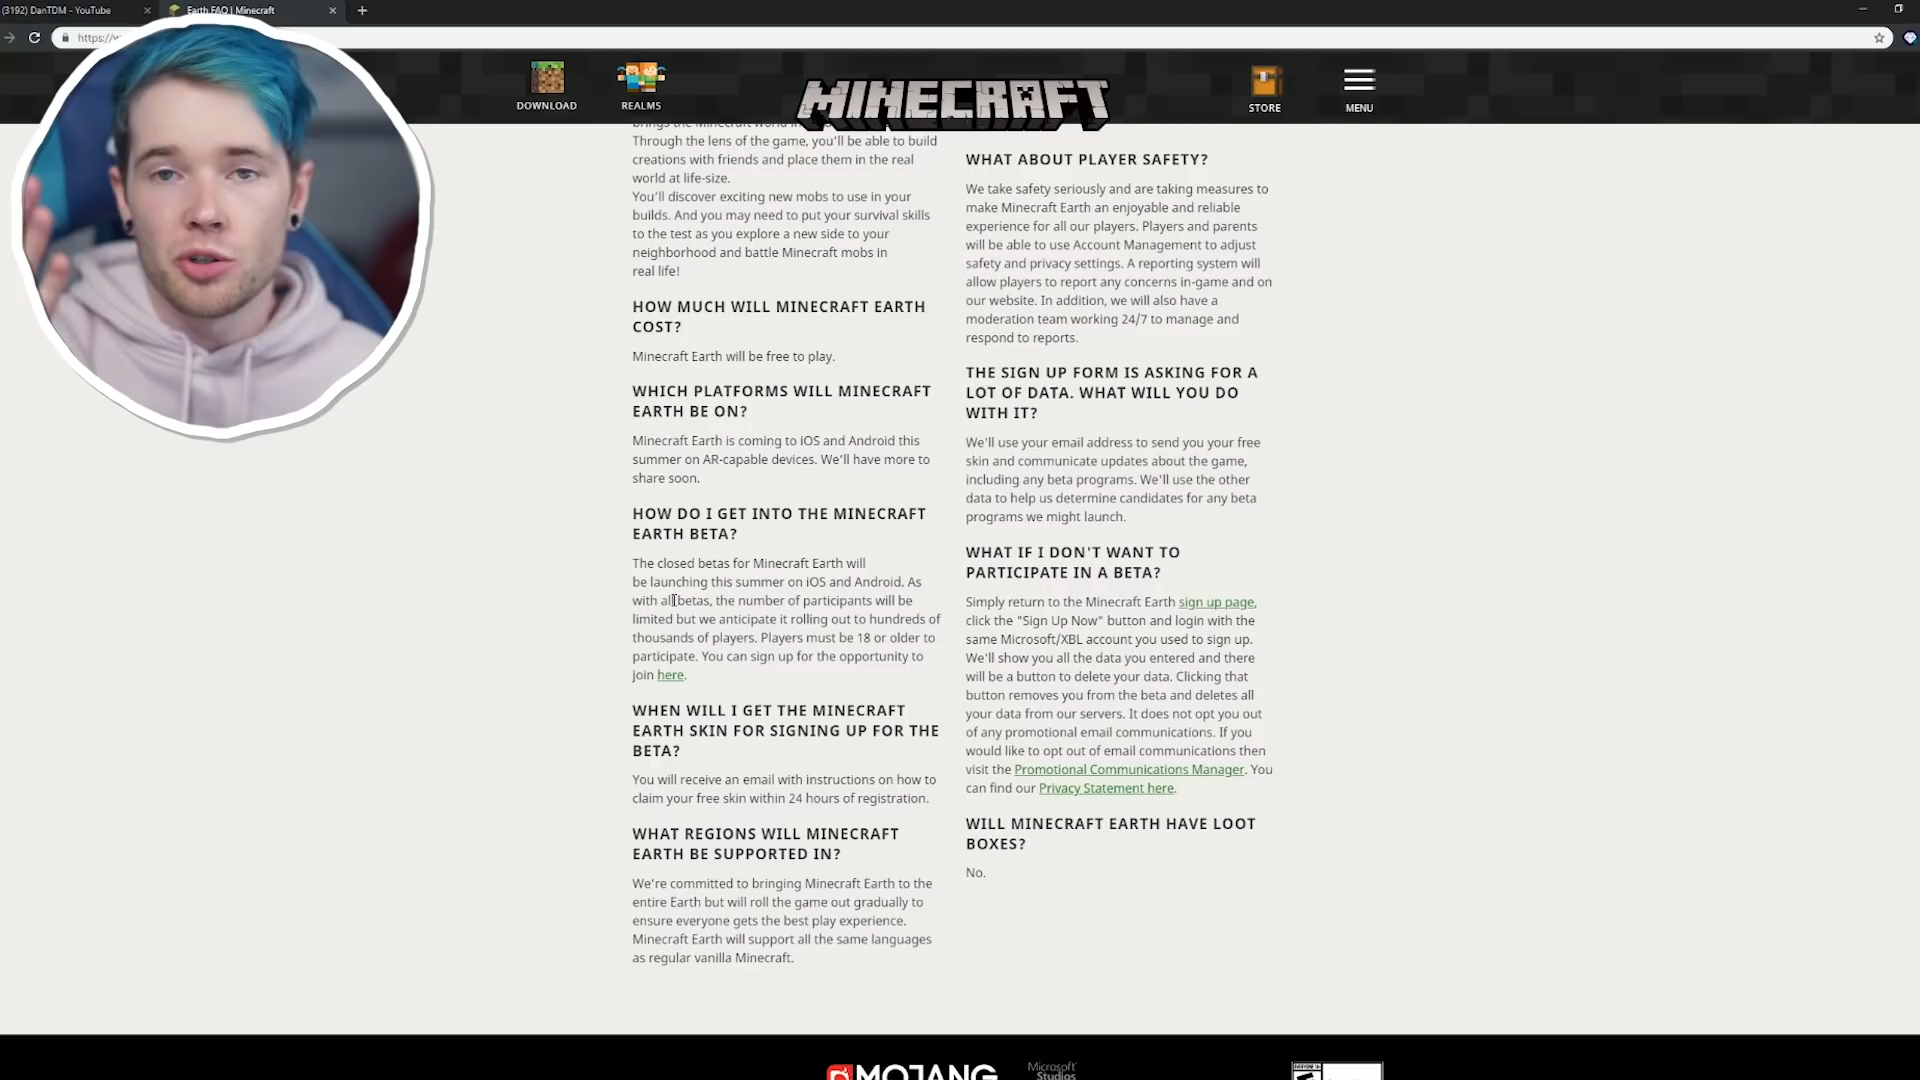 (3192) DanTDM - YouTube
Earth FAQ | Minecraft
https://w
DOWNLOAD
REALMS
MINECRAFT
STORE
MENU
Through the lens of the game, you'll be able to build
creations with friends and place them in the real
world at life-size.
You'll discover exciting new mobs to use in your
builds. And you may need to put your survival skills
to the test as you explore a new side to your
neighborhood and battle Minecraft mobs in
real life!
HOW MUCH WILL MINECRAFT EARTH
COST?
Minecraft Earth will be free to play.
WHICH PLATFORMS WILL MINECRAFT
EARTH BE ON?
Minecraft Earth is coming to iOS and Android this
summer on AR-capable devices. We'll have more to
share soon.
HOW DO I GET INTO THE MINECRAFT
EARTH BETA?
The closed betas for Minecraft Earth will
be launching this summer on iOS and Android. As
with all betas, the number of participants will be
limited but we anticipate it rolling out to hundreds of
thousands of players. Players must be 18 or older to
participate. You can sign up for the opportunity to
join here.
WHEN WILL I GET THE MINECRAFT
EARTH SKIN FOR SIGNING UP FOR THE
BETA?
You will receive an email with instructions on how to
claim your free skin within 24 hours of registration.
WHAT REGIONS WILL MINECRAFT
EARTH BE SUPPORTED IN?
We're committed to bringing Minecraft Earth to the
entire Earth but will roll the game out gradually to
ensure everyone gets the best play experience.
Minecraft Earth will support all the same languages
as regular vanilla Minecraft.
WHAT ABOUT PLAYER SAFETY?
We take safety seriously and are taking measures to
make Minecraft Earth an enjoyable and reliable
experience for all our players. Players and parents
will be able to use Account Management to adjust
safety and privacy settings. A reporting system will
allow players to report any concerns in-game and on
our website. In addition, we will also have a
moderation team working 24/7 to manage and
respond to reports.
THE SIGN UP FORM IS ASKING FOR A
LOT OF DATA. WHAT WILL YOU DO
WITH IT?
We'll use your email address to send you your free
skin and communicate updates about the game,
including any beta programs. We'll use the other
data to help us determine candidates for any beta
programs we might launch.
WHAT IF I DON'T WANT TO
PARTICIPATE IN A BETA?
Simply return to the Minecraft Earth sign up page,
click the "Sign Up Now" button and login with the
same Microsoft/XBL account you used to sign up.
We'll show you all the data you entered and there
will be a button to delete your data. Clicking that
button removes you from the beta and deletes all
your data from our servers. It does not opt you out
of any promotional email communications. If you
would like to opt out of email communications then
visit the Promotional Communications Manager. You
can find our Privacy Statement here.
WILL MINECRAFT EARTH HAVE LOOT
BOXES?
No.
MOJANG
Microsoft
Studios